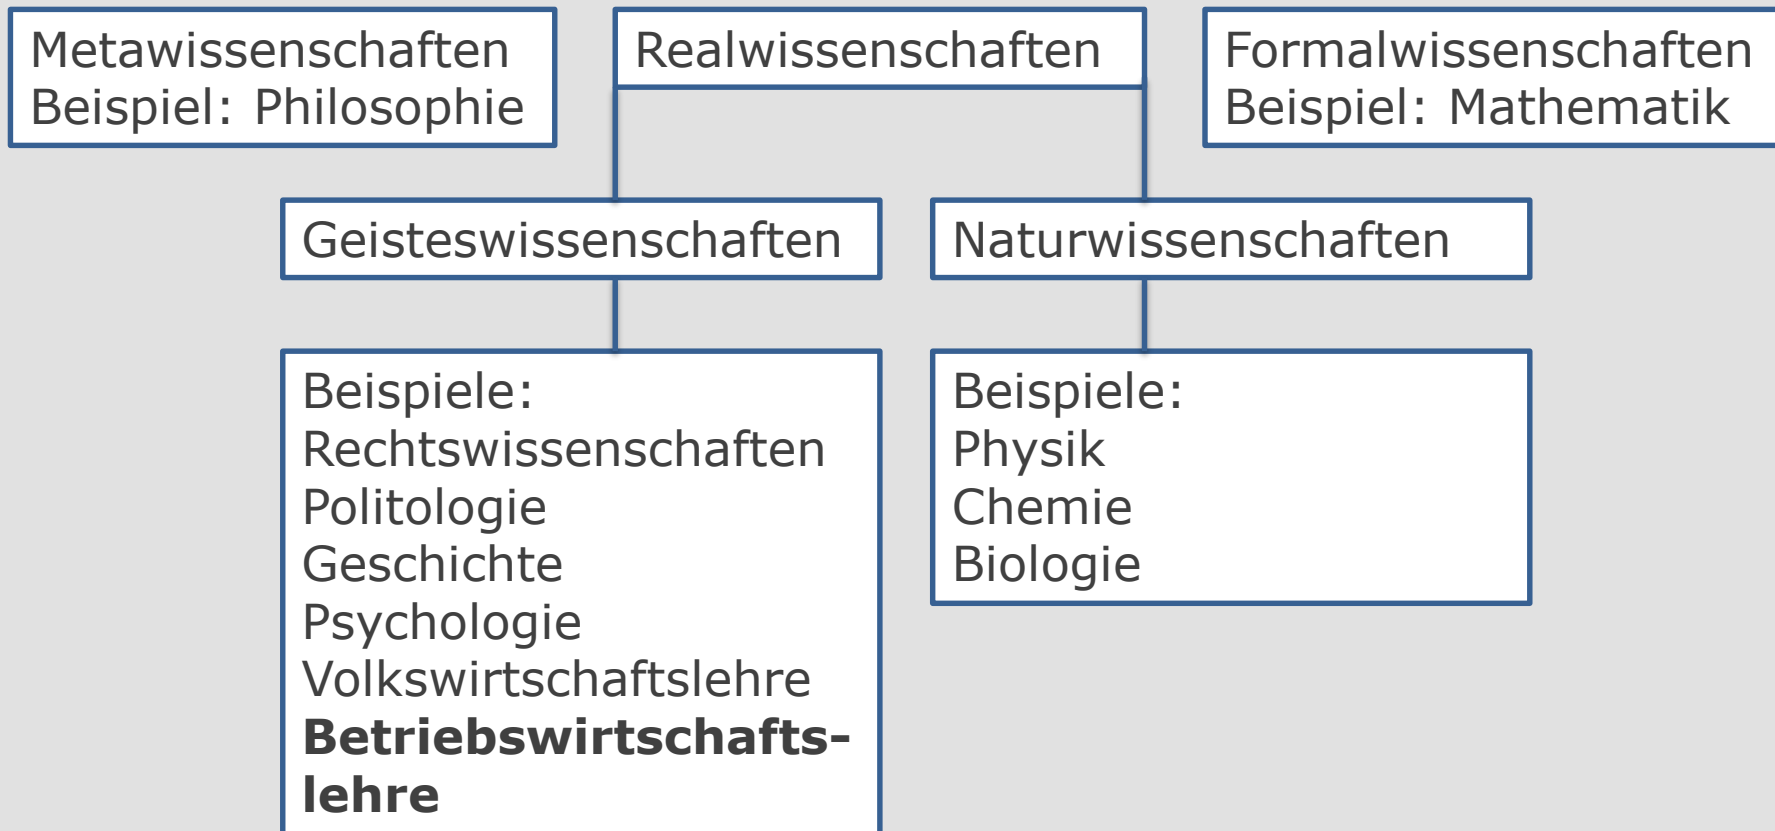 Metawissenschaften
Beispiel: Philosophie
Realwissenschaften
Formalwissenschaften
Beispiel: Mathematik
Geisteswissenschaften
Naturwissenschaften
Beispiele:
Rechtswissenschaften
Politologie
Geschichte
Psychologie
Volkswirtschaftslehre
Betriebswirtschafts-
lehre
Beispiele:
Physik
Chemie
Biologie